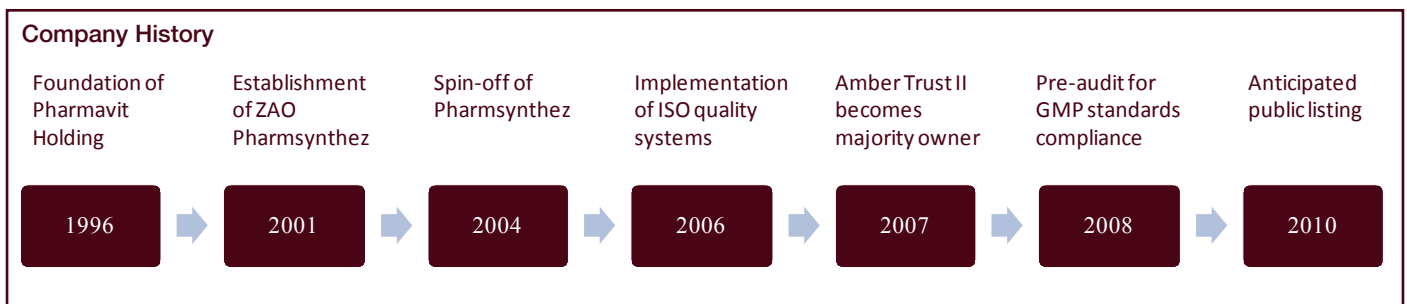 Company History
Foundation of
Pharmavit
Holding
Establishment
of ZAO
Pharmsynthez
Spin-off of
Pharmsynthez
Implementation
of ISO quality
systems
Amber Trust II
becomes
majority owner
Pre-audit for
GMP standards
compliance
Anticipated
public listing
1996
2001
2004
2006
2007
2008
2010